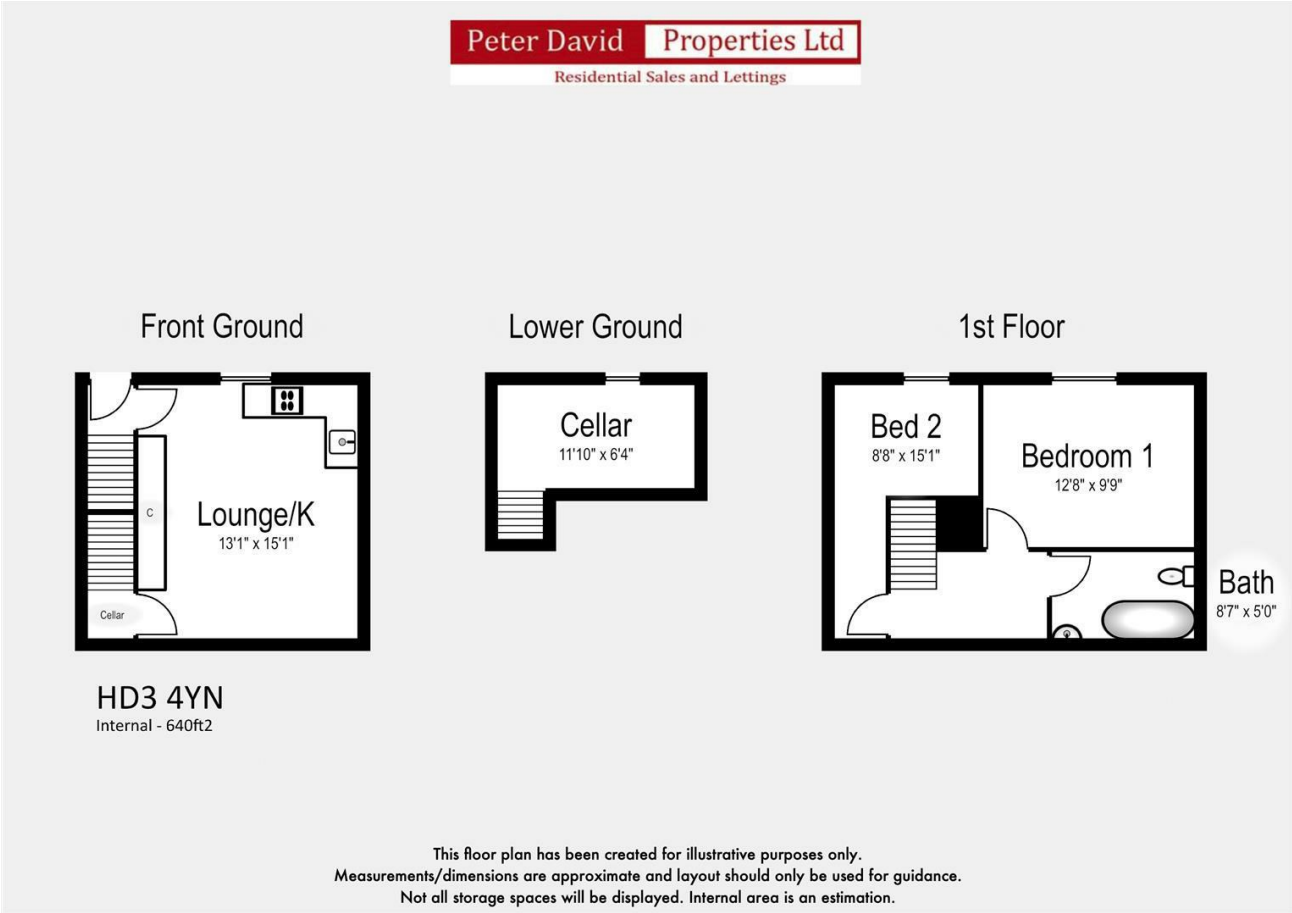 Peter David Properties Ltd
Residential Sales and Lettings
Front Ground
Lounge/K
13'1" x 15'1"
C
Cellar
HD3 4YN
Internal - 640ft2
Lower Ground
Cellar
11'10" x 6'4"
1st Floor
Bed 2
8'8" x 15'1"
Bedroom 1
12'8" x 9'9"
Bath
8'7" x 5'0"
This floor plan has been created for illustrative purposes only.
Measurements/dimensions are approximate and layout should only be used for guidance.
Not all storage spaces will be displayed. Internal area is an estimation.